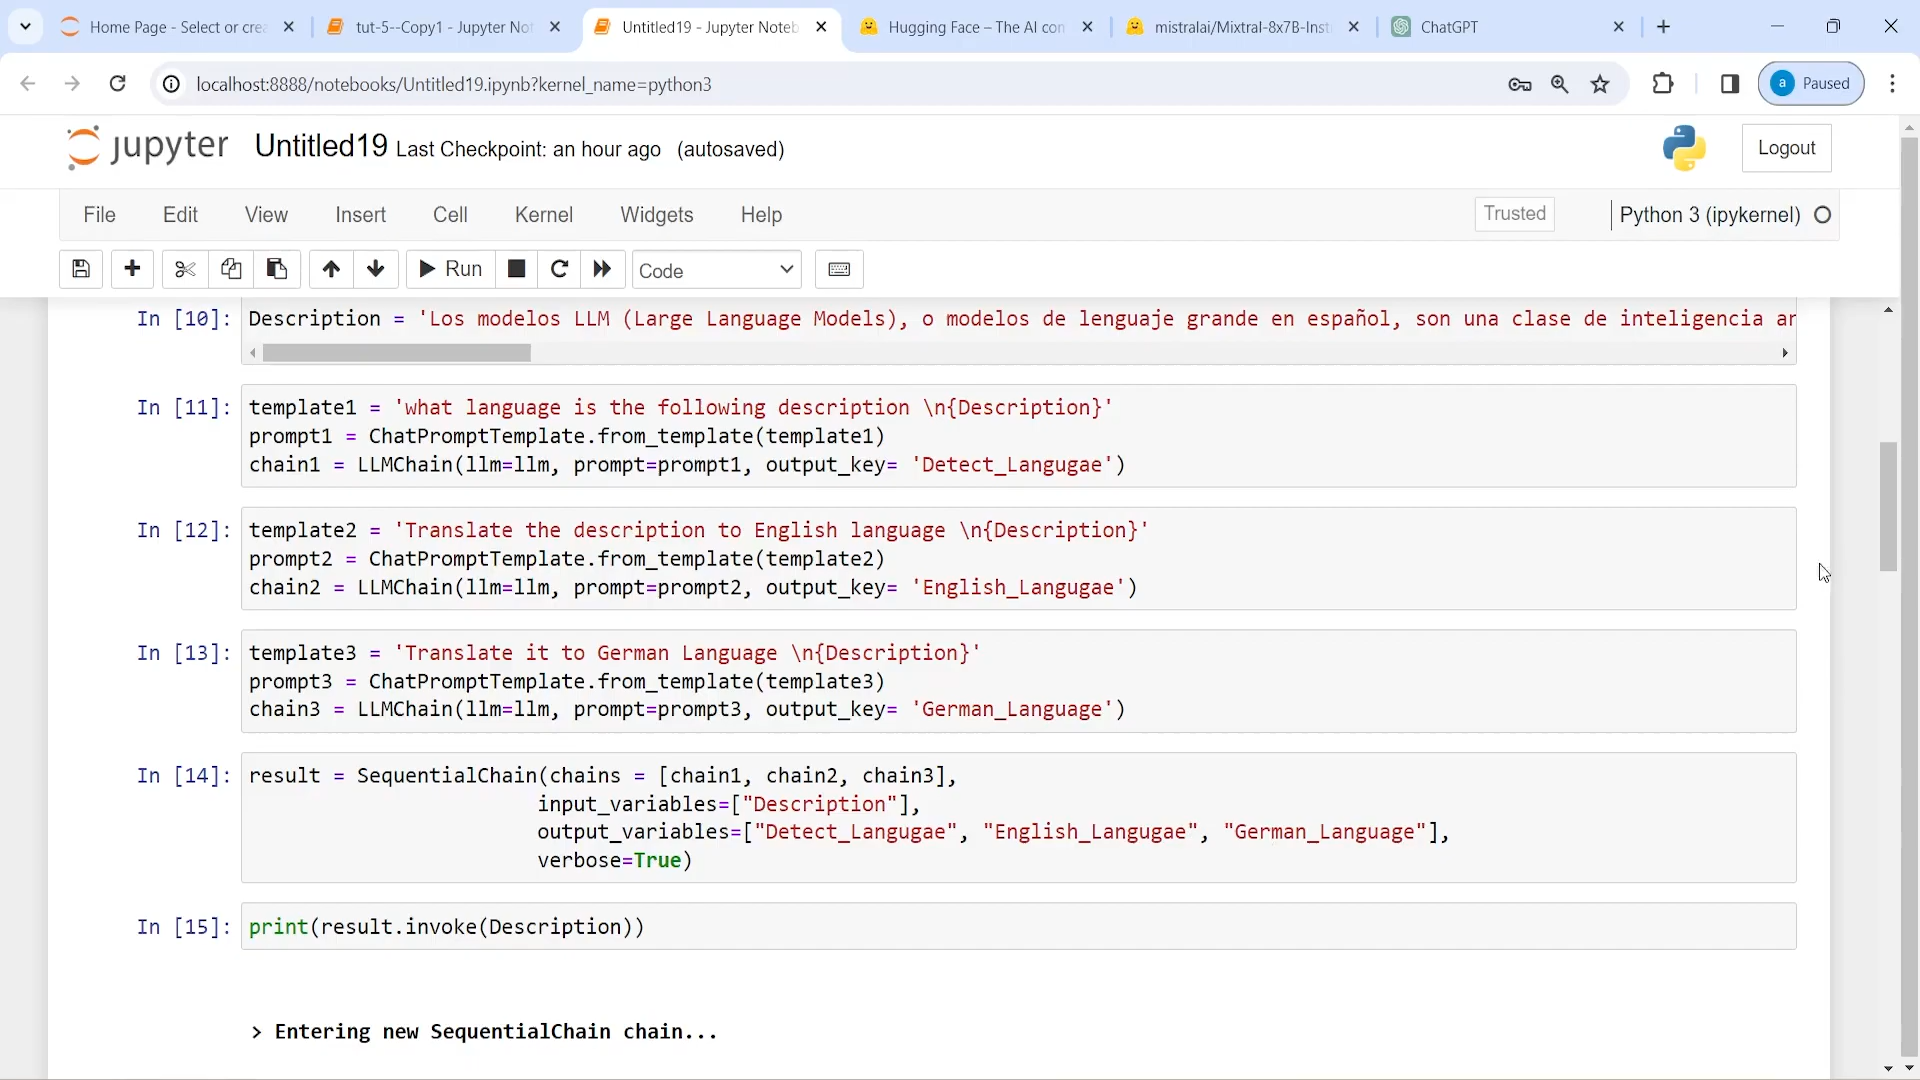 Home Page - Select or crea
tut-5--Copy1 - Jupyter Not
Untitled19 - Jupyter Noteb
Hugging Face – The AI con
mistralai/Mixtral-8x7B-Inst
ChatGPT
localhost:8888/notebooks/Untitled19.ipynb?kernel_name=python3
a Paused
jupyter Untitled19 Last Checkpoint: an hour ago (autosaved)
Logout
File Edit View Insert Cell Kernel Widgets Help
Trusted
Python 3 (ipykernel)
Run
Code
In [10]: Description = 'Los modelos LLM (Large Language Models), o modelos de lenguaje grande en español, son una clase de inteligencia ar
In [11]: template1 = 'what language is the following description \n{Description}'
prompt1 = ChatPromptTemplate.from_template(template1)
chain1 = LLMChain(llm=llm, prompt=prompt1, output_key= 'Detect_Langugae')
In [12]: template2 = 'Translate the description to English language \n{Description}'
prompt2 = ChatPromptTemplate.from_template(template2)
chain2 = LLMChain(llm=llm, prompt=prompt2, output_key= 'English_Langugae')
In [13]: template3 = 'Translate it to German Language \n{Description}'
prompt3 = ChatPromptTemplate.from_template(template3)
chain3 = LLMChain(llm=llm, prompt=prompt3, output_key= 'German_Language')
In [14]: result = SequentialChain(chains = [chain1, chain2, chain3],
input_variables=["Description"],
output_variables=["Detect_Langugae", "English_Langugae", "German_Language"],
verbose=True)
In [15]: print(result.invoke(Description))
> Entering new SequentialChain chain...